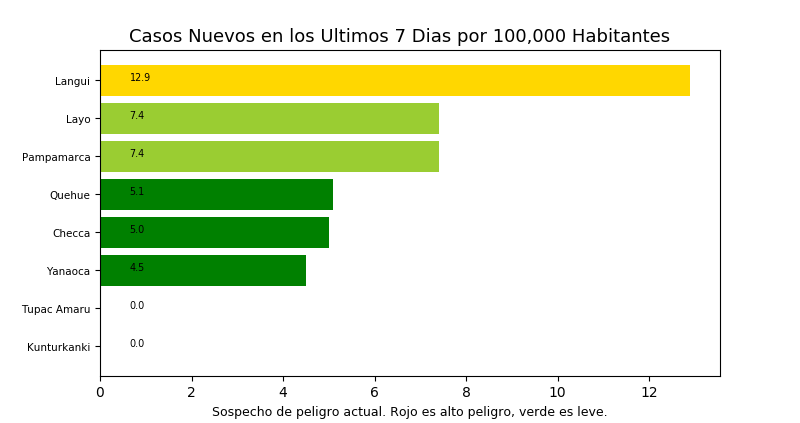 Casos Nuevos en los Ultimos 7 Dias por 100,000 Habitantes
Langui 12.9
Layo 7.4
Pampamarca 7.4
Quehue 5.1
Checca 5.0
Yanaoca 4.5
Tupac Amaru 0.0
Kunturkanki 0.0
0 2 4 6 8 10 12
Sospecho de peligro actual. Rojo es alto peligro, verde es leve.